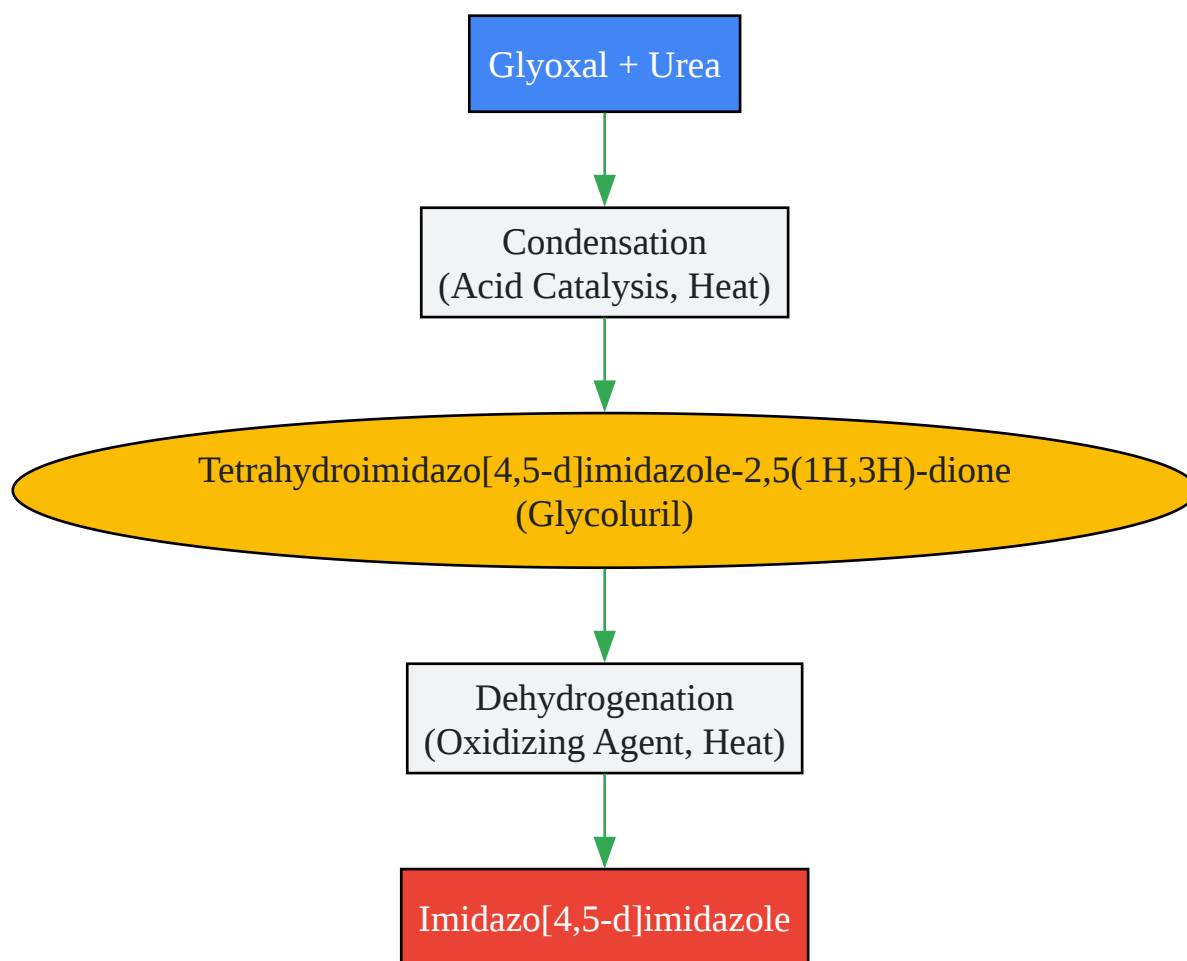 Glyoxal + Urea
Condensation
(Acid Catalysis, Heat)
Tetrahydroimidazo[4,5-d]imidazole-2,5(1H,3H)-dione
(Glycoluril)
Dehydrogenation
(Oxidizing Agent, Heat)
Imidazo[4,5-d]imidazole